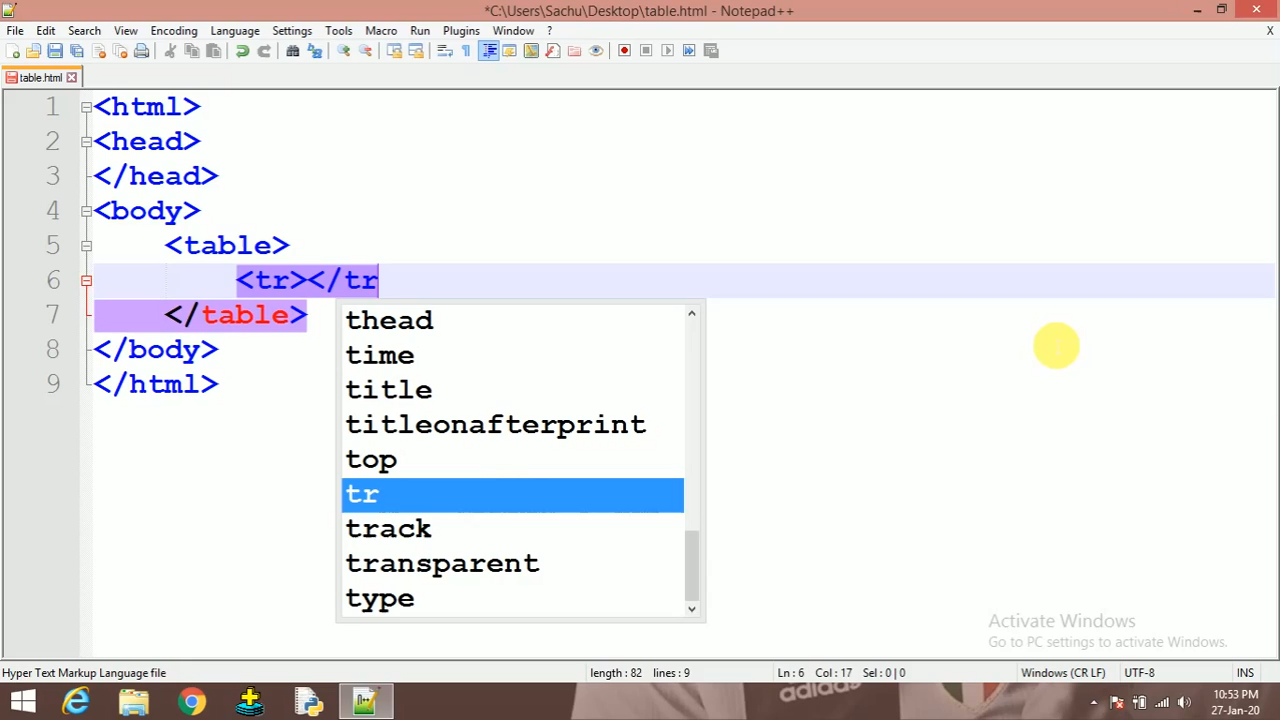 *C:\Users\Sachu\Desktop\table.html - Notepad++
File Edit Search View Encoding Language Settings Tools Macro Run Plugins Window ? X
table.html
1 <html>
2 <head>
3 </head>
4 <body>
5 <table>
6 <tr></tr
7 </table>
8 </body>
9 </html>
thead
time
title
titleonafterprint
top
tr
track
transparent
type
Activate Windows
Go to PC settings to activate Windows.
Hyper Text Markup Language file length : 82 lines : 9 Ln : 6 Col : 17 Sel : 0 | 0 Windows (CR LF) UTF-8 INS
adidas
10:53 PM
27-Jan-20